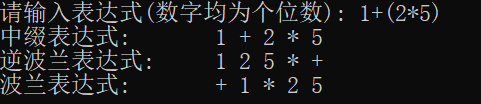 请输入表达式(数字均为个位数): 1+(2*5)
中缀表达式: 1 + 2 * 5
逆波兰表达式: 1 2 5 * +
波兰表达式: + 1 * 2 5